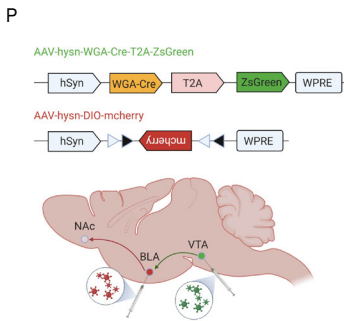 P
AAV-hysn-WGA-Cre-T2A-ZsGreen
hSyn WGA-Cre T2A ZsGreen WPRE
AAV-hysn-DIO-mcherry
hSyn mcherry WPRE
NAc
VTA
BLA